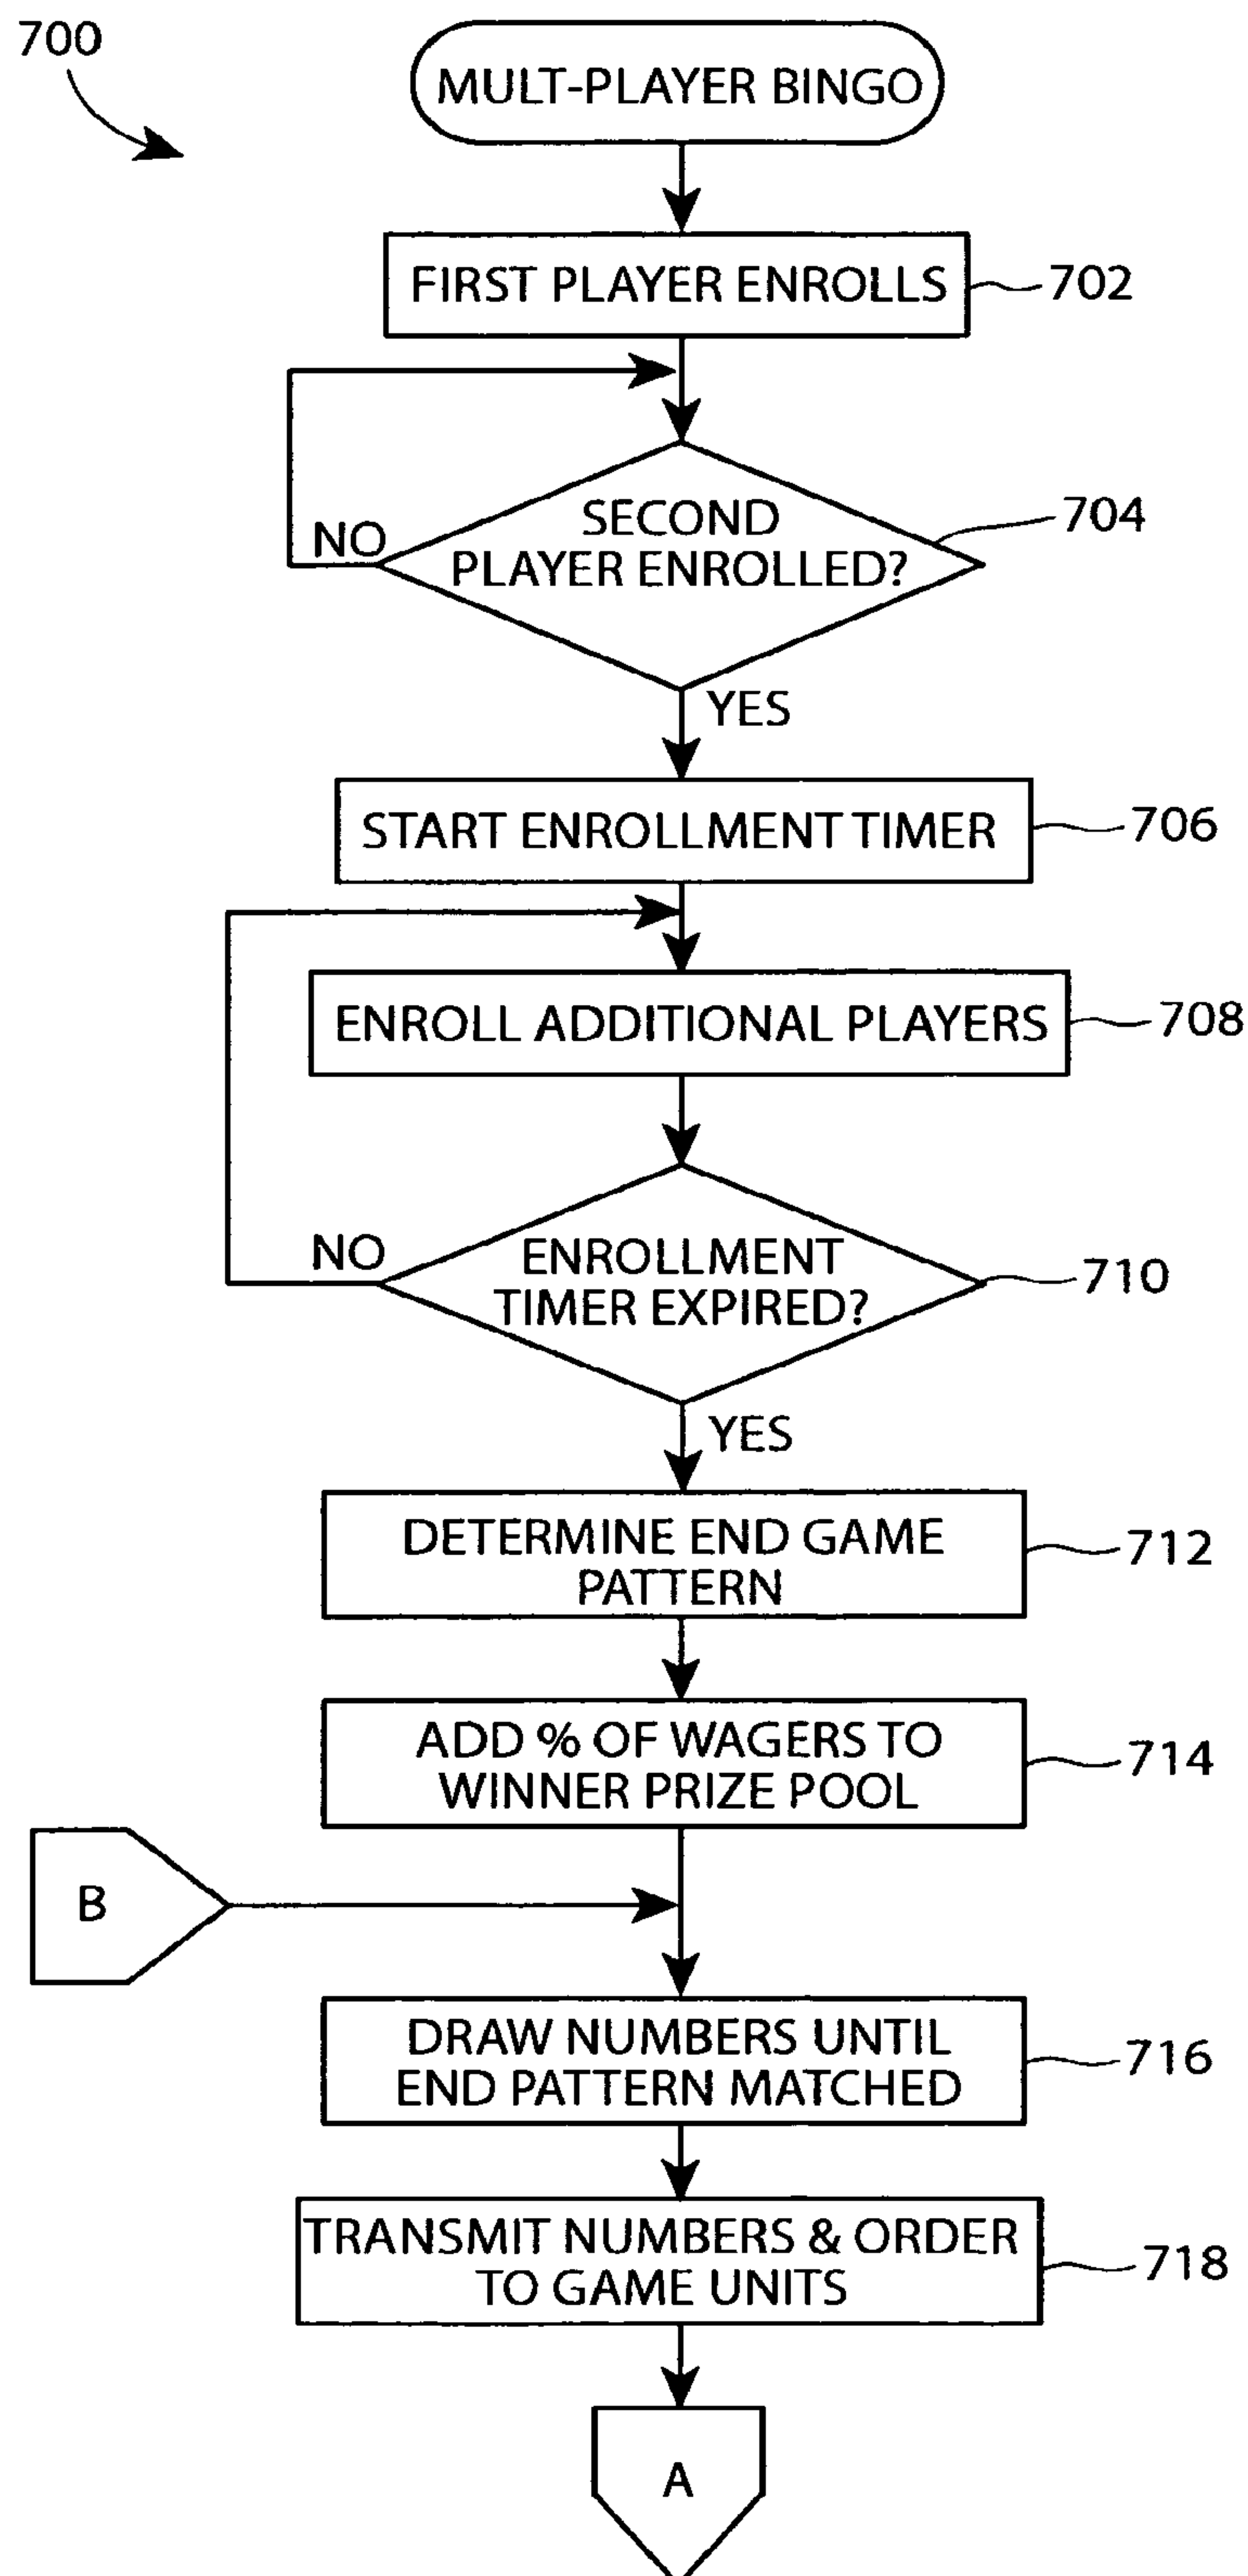 700
MULT-PLAYER BINGO
FIRST PLAYER ENROLLS
702
SECOND
PLAYER ENROLLED?
704
NO
YES
START ENROLLMENT TIMER
706
ENROLL ADDITIONAL PLAYERS
708
ENROLLMENT
TIMER EXPIRED?
710
NO
YES
DETERMINE END GAME
PATTERN
712
ADD % OF WAGERS TO
WINNER PRIZE POOL
714
B
DRAW NUMBERS UNTIL
END PATTERN MATCHED
716
TRANSMIT NUMBERS & ORDER
TO GAME UNITS
718
A